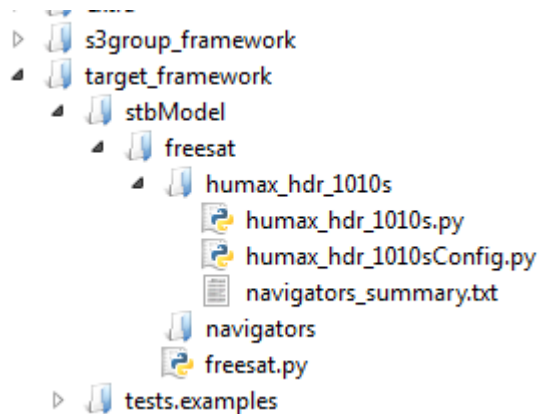 s3group_framework
target_framework
stbModel
freesat
humax_hdr_1010s
humax_hdr_1010s.py
humax_hdr_1010sConfig.py
navigators_summary.txt
navigators
freesat.py
tests.examples